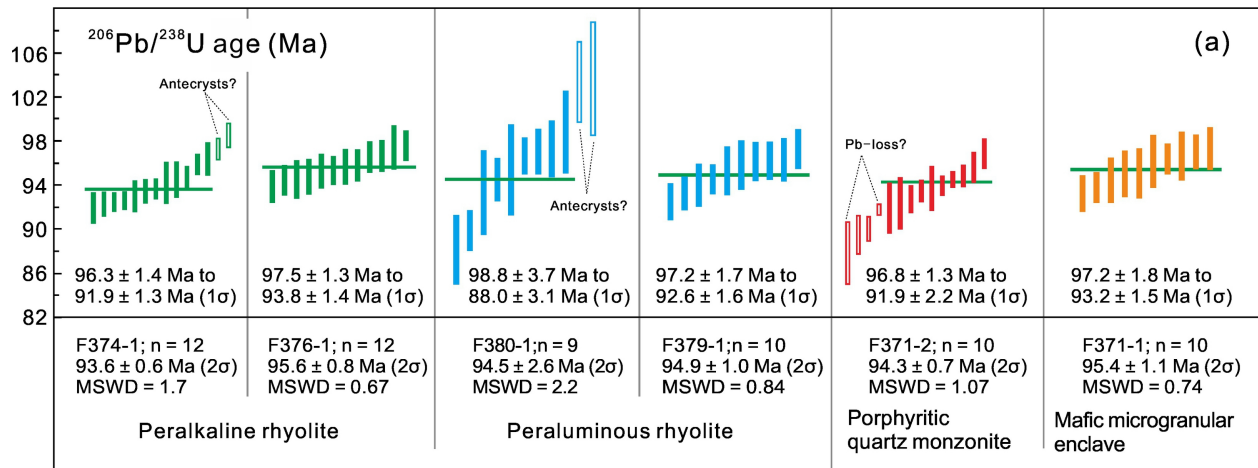 ²⁰⁶Pb/²³⁸U age (Ma)
(a)
106
102
98
94
90
86
82
Antecrysts?
Antecrysts?
Pb-loss?
96.3 ± 1.4 Ma to
91.9 ± 1.3 Ma (1σ)
97.5 ± 1.3 Ma to
93.8 ± 1.4 Ma (1σ)
98.8 ± 3.7 Ma to
88.0 ± 3.1 Ma (1σ)
97.2 ± 1.7 Ma to
92.6 ± 1.6 Ma (1σ)
96.8 ± 1.3 Ma to
91.9 ± 2.2 Ma (1σ)
97.2 ± 1.8 Ma to
93.2 ± 1.5 Ma (1σ)
F374-1; n = 12
93.6 ± 0.6 Ma (2σ)
MSWD = 1.7
F376-1; n = 12
95.6 ± 0.8 Ma (2σ)
MSWD = 0.67
F380-1;n = 9
94.5 ± 2.6 Ma (2σ)
MSWD = 2.2
F379-1; n = 10
94.9 ± 1.0 Ma (2σ)
MSWD = 0.84
F371-2; n = 10
94.3 ± 0.7 Ma (2σ)
MSWD = 1.07
F371-1; n = 10
95.4 ± 1.1 Ma (2σ)
MSWD = 0.74
Peralkaline rhyolite
Peraluminous rhyolite
Porphyritic
quartz monzonite
Mafic microgranular
enclave